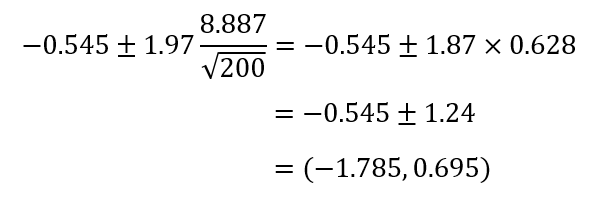 −0.545 ± 1.97 8.887/√200 = −0.545 ± 1.87 × 0.628
= −0.545 ± 1.24
= (−1.785, 0.695)